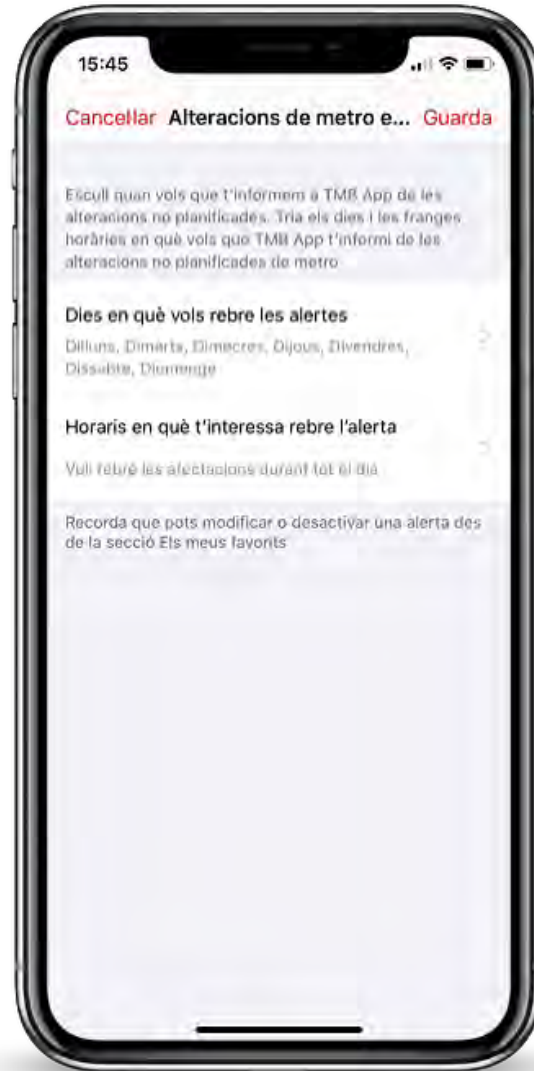 15:45
Cancel·lar Alteracions de metro e... Guarda
Escull quan vols que t'informem a TMB App de les
alteracions no planificades. Tria els dies i les franges
horàries en què vols que TMB App t'informi de les
alteracions no planificades de metro
Dies en què vols rebre les alertes
Dilluns, Dimarts, Dimecres, Dijous, Divendres,
Dissabte, Diumenge
Horaris en què t'interessa rebre l'alerta
Vull rebre les afectacions durant tot el dia
Recorda que pots modificar o desactivar una alerta des
de la secció Els meus favorits